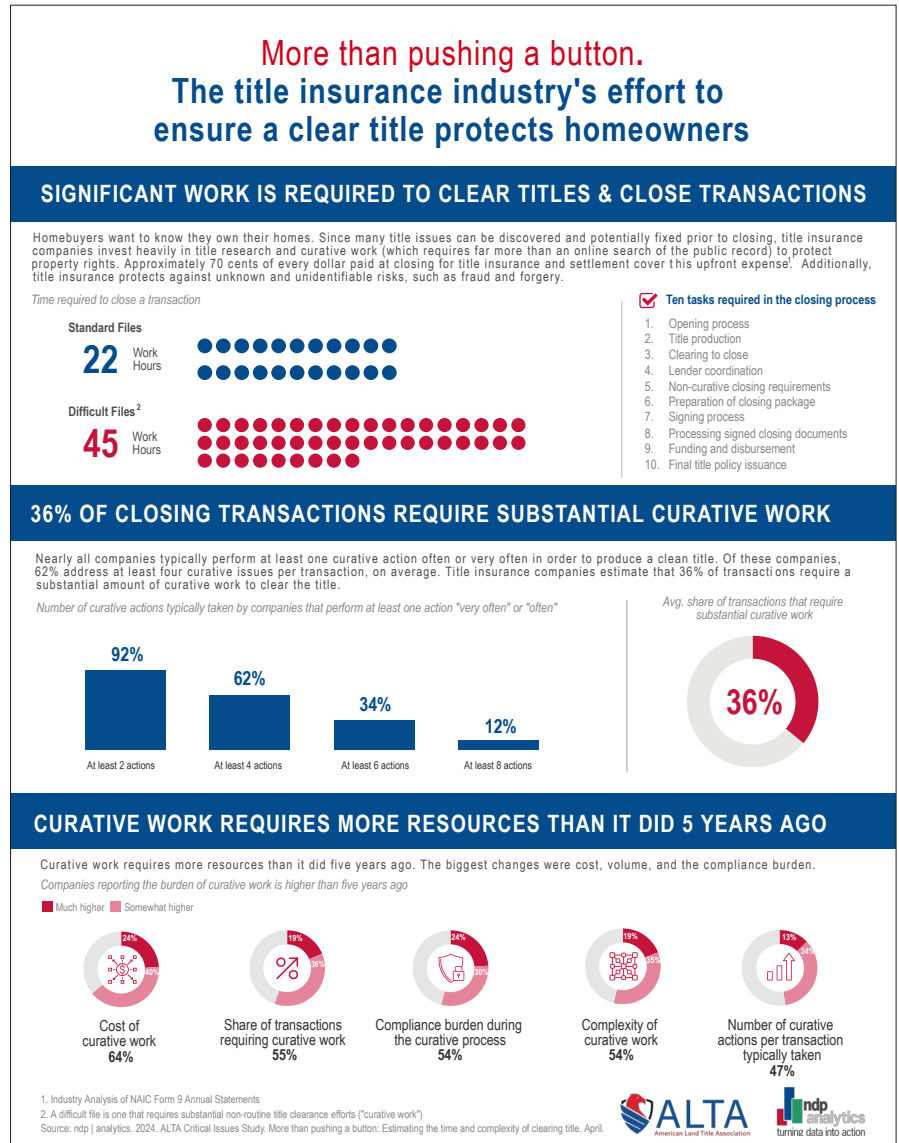 More than pushing a button.
The title insurance industry's effort to
ensure a clear title protects homeowners
SIGNIFICANT WORK IS REQUIRED TO CLEAR TITLES & CLOSE TRANSACTIONS
Homebuyers want to know they own their homes. Since many title issues can be discovered and potentially fixed prior to closing, title insurance
companies invest heavily in title research and curative work (which requires far more than an online search of the public record) to protect
property rights. Approximately 70 cents of every dollar paid at closing for title insurance and settlement cover this upfront expense.1 Additionally,
title insurance protects against unknown and unidentifiable risks, such as fraud and forgery.
Time required to close a transaction
Standard Files
22 Work
Hours
Difficult Files 2
45 Work
Hours
Ten tasks required in the closing process
1. Opening process
2. Title production
3. Clearing to close
4. Lender coordination
5. Non-curative closing requirements
6. Preparation of closing package
7. Signing process
8. Processing signed closing documents
9. Funding and disbursement
10. Final title policy issuance
36% OF CLOSING TRANSACTIONS REQUIRE SUBSTANTIAL CURATIVE WORK
Nearly all companies typically perform at least one curative action often or very often in order to produce a clean title. Of these companies,
62% address at least four curative issues per transaction, on average. Title insurance companies estimate that 36% of transactions require a
substantial amount of curative work to clear the title.
Number of curative actions typically taken by companies that perform at least one action "very often" or "often"
92%
62%
34%
12%
At least 2 actions
At least 4 actions
At least 6 actions
At least 8 actions
Avg. share of transactions that require
substantial curative work
36%
CURATIVE WORK REQUIRES MORE RESOURCES THAN IT DID 5 YEARS AGO
Curative work requires more resources than it did five years ago. The biggest changes were cost, volume, and the compliance burden.
Companies reporting the burden of curative work is higher than five years ago
Much higher Somewhat higher
24%
40%
$
Cost of
curative work
64%
19%
36%
%
Share of transactions
requiring curative work
55%
24%
30%
Compliance burden during
the curative process
54%
19%
35%
Complexity of
curative work
54%
13%
34%
Number of curative
actions per transaction
typically taken
47%
1. Industry Analysis of NAIC Form 9 Annual Statements
2. A difficult file is one that requires substantial non-routine title clearance efforts ("curative work")
Source: ndp | analytics. 2024. ALTA Critical Issues Study. More than pushing a button: Estimating the time and complexity of clearing title. April.
ALTA
American Land Title Association
ndp
analytics
turning data into action